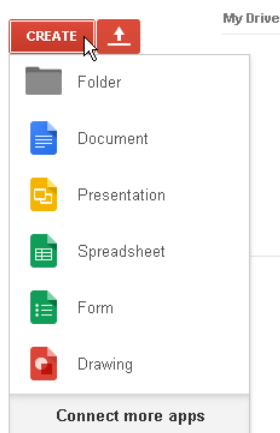 My Drive
CREATE
Folder
Document
Presentation
Spreadsheet
Form
Drawing
Connect more apps